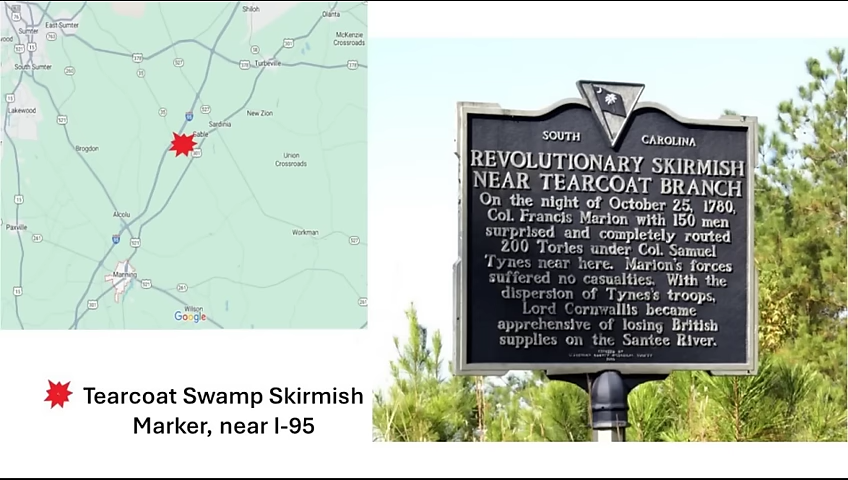 Shiloh
Olanta
East Sumter
Sumter
McKenzie
Crossroads
South Sumter
Turbeville
Lakewood
New Zion
Sardinia
Gable
Brogdon
Union
Crossroads
Alcolu
Paxville
Workman
Manning
Wilson
Google
Tearcoat Swamp Skirmish
Marker, near I-95
SOUTH CAROLINA
REVOLUTIONARY SKIRMISH
NEAR TEARCOAT BRANCH
On the night of October 25, 1780,
Col. Francis Marion with 150 men
surprised and completely routed
200 Tories under Col. Samuel
Tynes near here. Marion's forces
suffered no casualties. With the
dispersion of Tynes's troops,
Lord Cornwallis became
apprehensive of losing British
supplies on the Santee River.